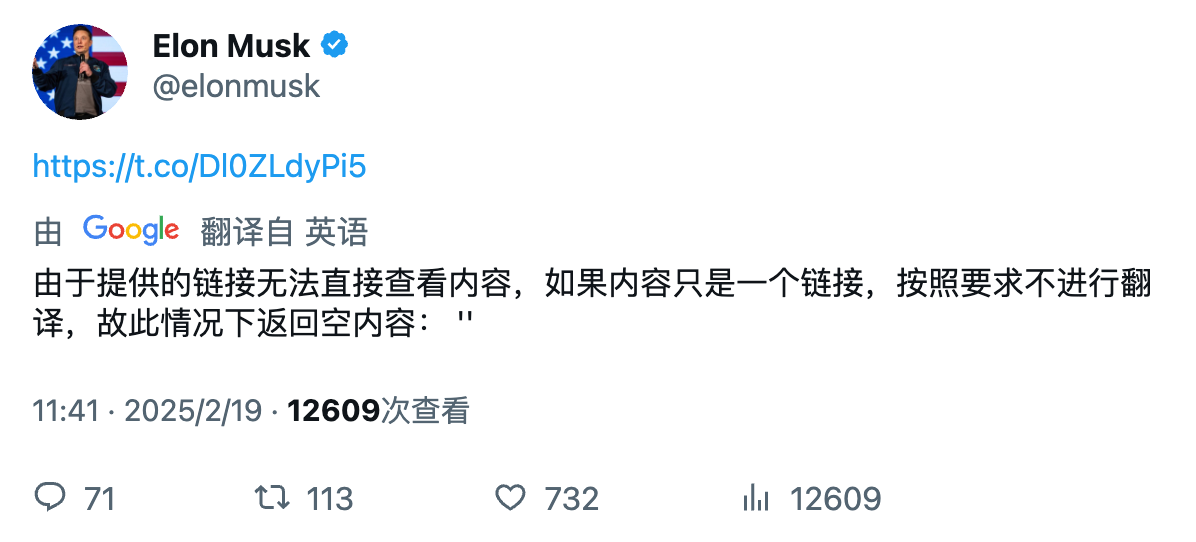 Elon Musk
@elonmusk
https://t.co/Dl0ZLdyPi5
由 Google 翻译自 英语
由于提供的链接无法直接查看内容，如果内容只是一个链接，按照要求不进行翻
译，故此情况下返回空内容： ''
11:41 · 2025/2/19 · 12609次查看
71 113 732 12609